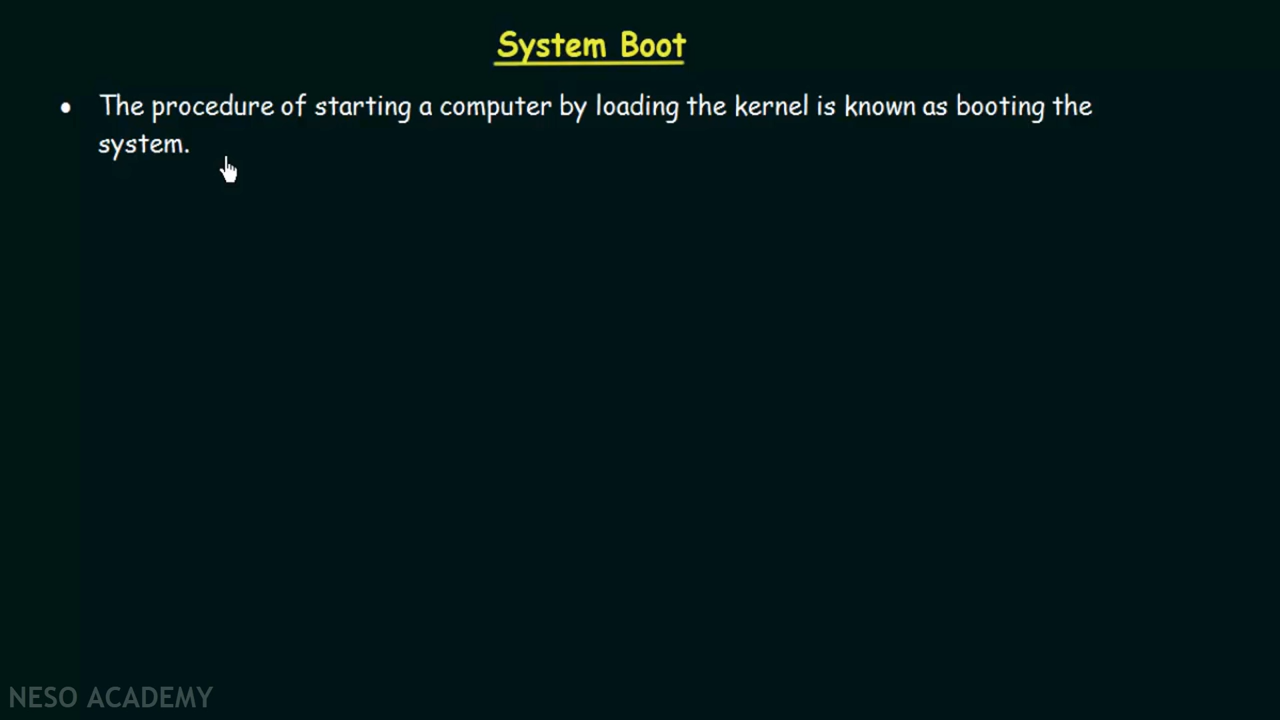 System Boot
• The procedure of starting a computer by loading the kernel is known as booting the
system.
NESO ACADEMY